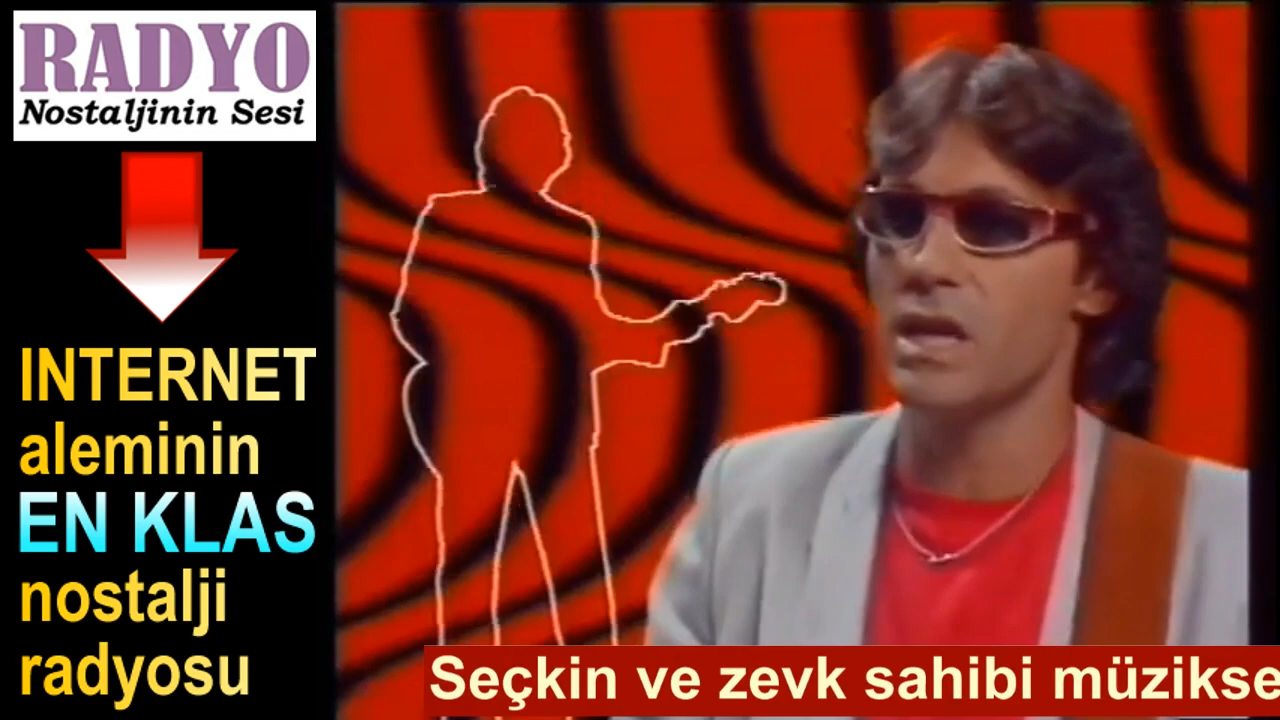 RADYO
Nostaljinin Sesi
INTERNET
aleminin
EN KLAS
nostalji
radyosu
Seçkin ve zevk sahibi müzikse